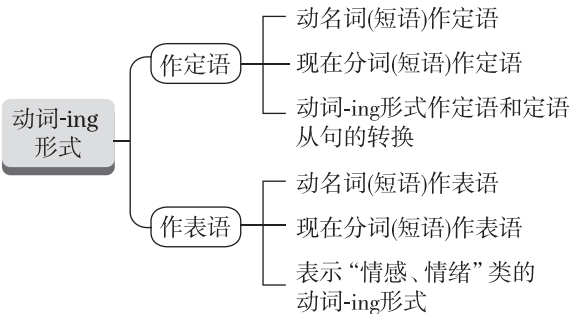 动词-ing
形式
作定语
动名词(短语)作定语
现在分词(短语)作定语
动词-ing形式作定语和定语
从句的转换
作表语
动名词(短语)作表语
现在分词(短语)作表语
表示“情感、情绪”类的
动词-ing形式